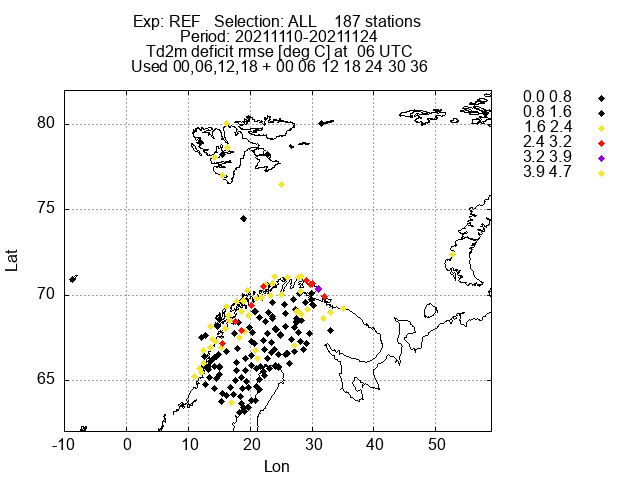 Exp: REF   Selection: ALL    187 stations
Period: 20211110-20211124
Td2m deficit rmse [deg C] at  06 UTC
Used 00,06,12,18 + 00 06 12 18 24 30 36
0.0 0.8
0.8 1.6
1.6 2.4
2.4 3.2
3.2 3.9
3.9 4.7
80
75
70
65
Lat
-10 0 10 20 30 40 50
Lon